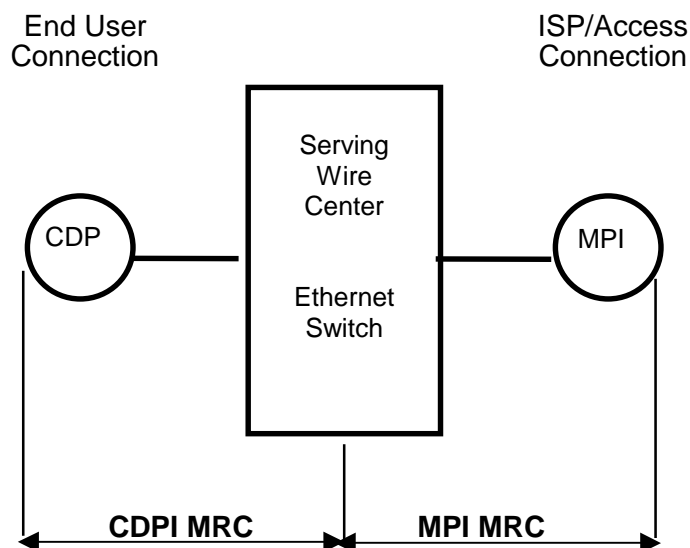 End User
Connection
ISP/Access
Connection
Serving
Wire
Center
CDP
MPI
Ethernet
Switch
CDPI MRC
MPI MRC